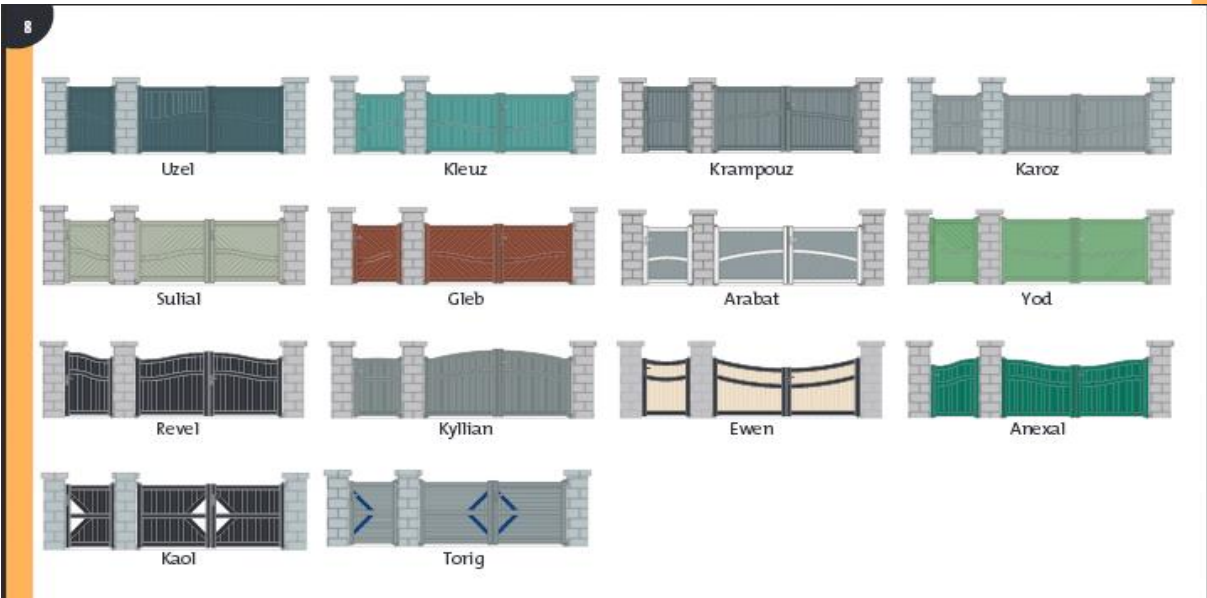 8
Uzel
Kleuz
Krampouz
Karoz
Sulial
Gleb
Arabat
Yod
Revel
Kyllian
Ewen
Anexal
Kaol
Torig